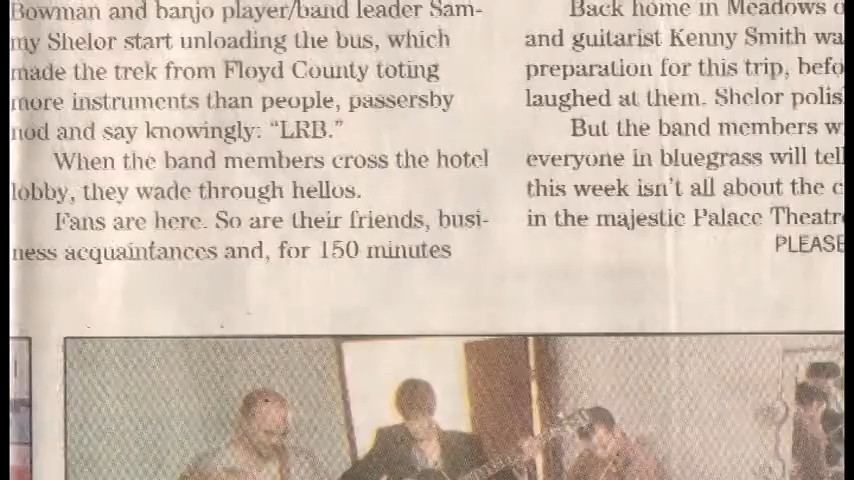 Bowman and banjo player/band leader Sam-
my Shelor start unloading the bus, which
made the trek from Floyd County toting
more instruments than people, passersby
nod and say knowingly: “LRB.”
When the band members cross the hotel
lobby, they wade through hellos.
Fans are here. So are their friends, busi-
ness acquaintances and, for 150 minutes
Back home in Meadows o
and guitarist Kenny Smith wa
preparation for this trip, befo
laughed at them. Shelor polis
But the band members w
everyone in bluegrass will tell
this week isn't all about the c
in the majestic Palace Theatre
PLEASE